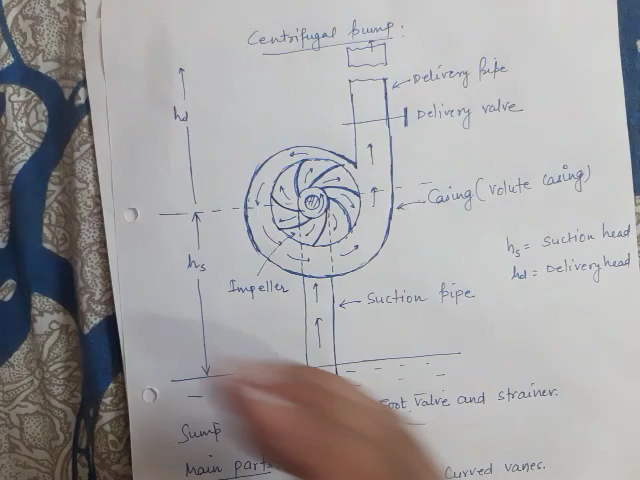 Centrifugal pump:
Delivery pipe
hd
Delivery valve
Casing (volute casing)
hs = Suction head
hd = Delivery head
hs
Impeller
Suction pipe
Foot valve and strainer.
Sump
Main parts
Curved vanes.